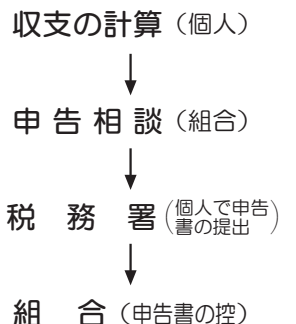 収支の計算（個人）
申告相談（組合）
税務署（個人で申告
書の提出）
組合（申告書の控）